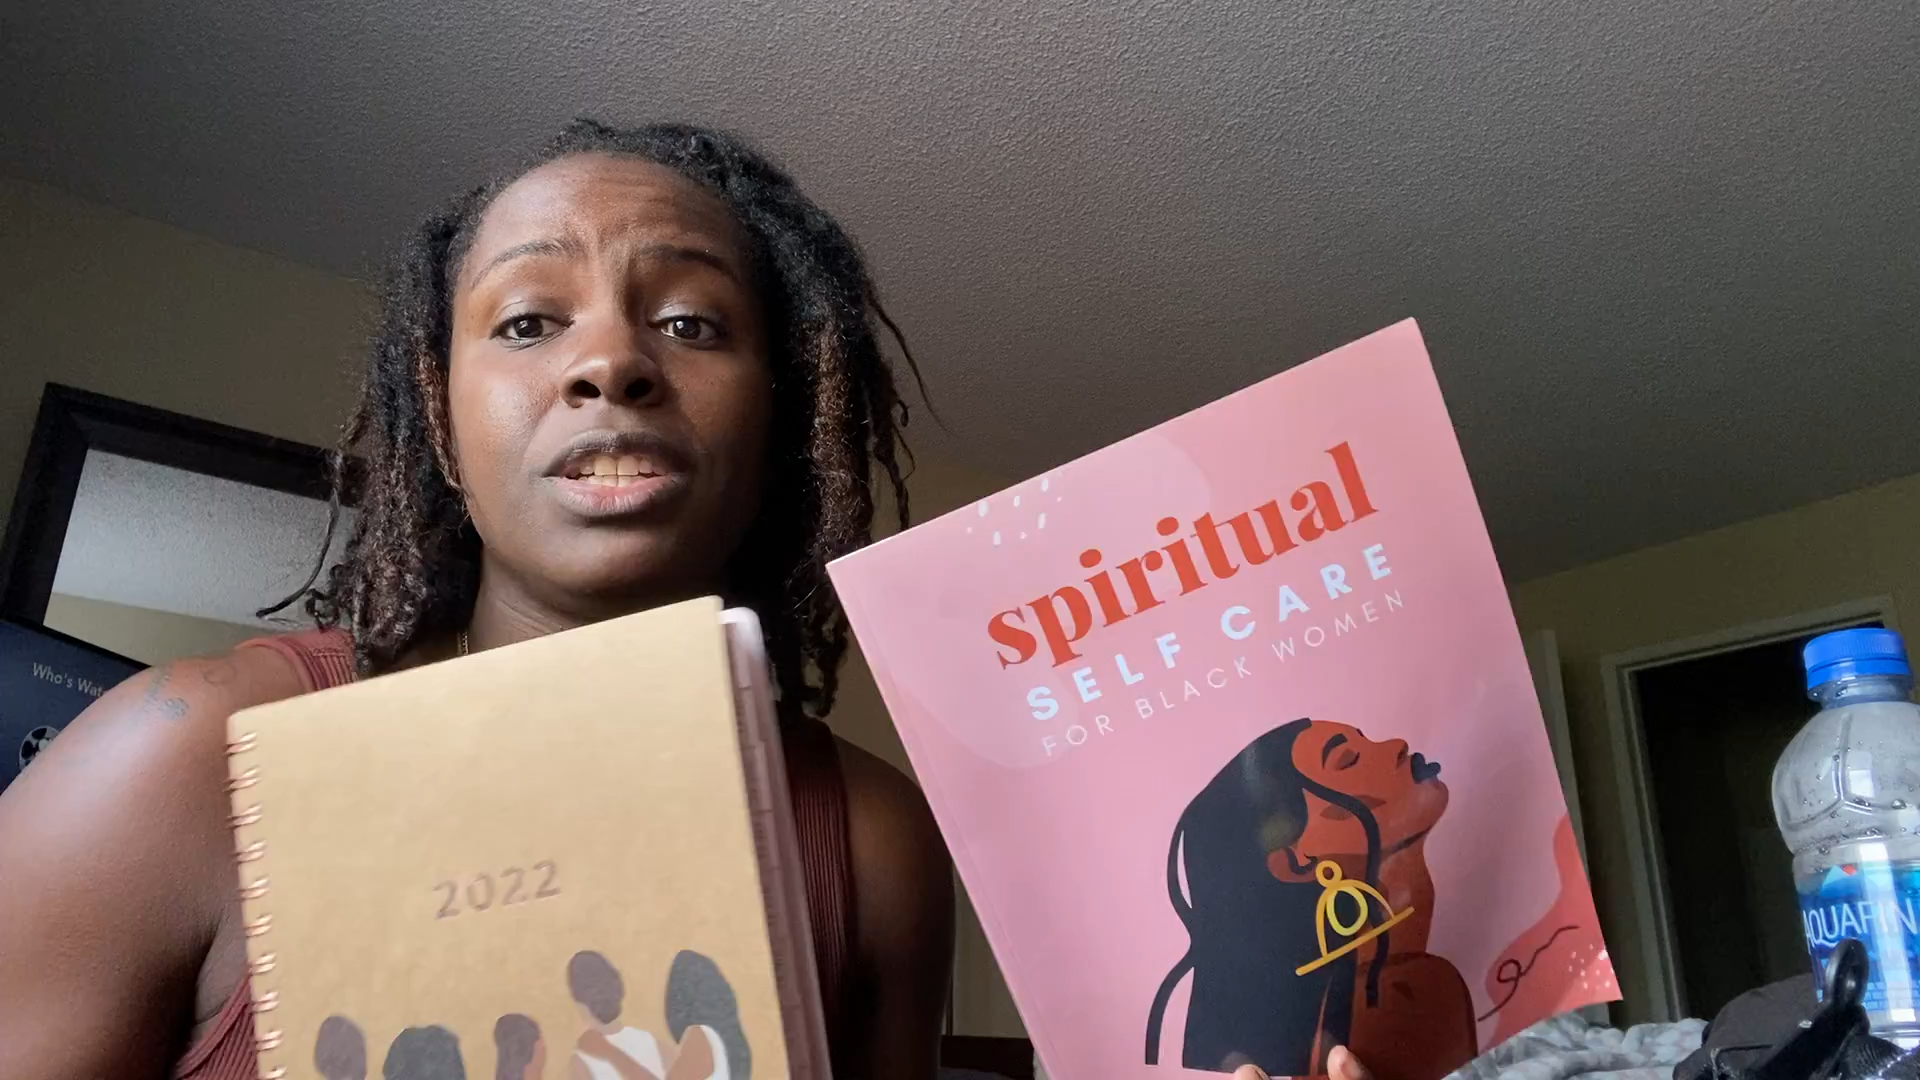 Who's Wat
2022
spiritual
SELF CARE
FOR BLACK WOMEN
AQUAFIN